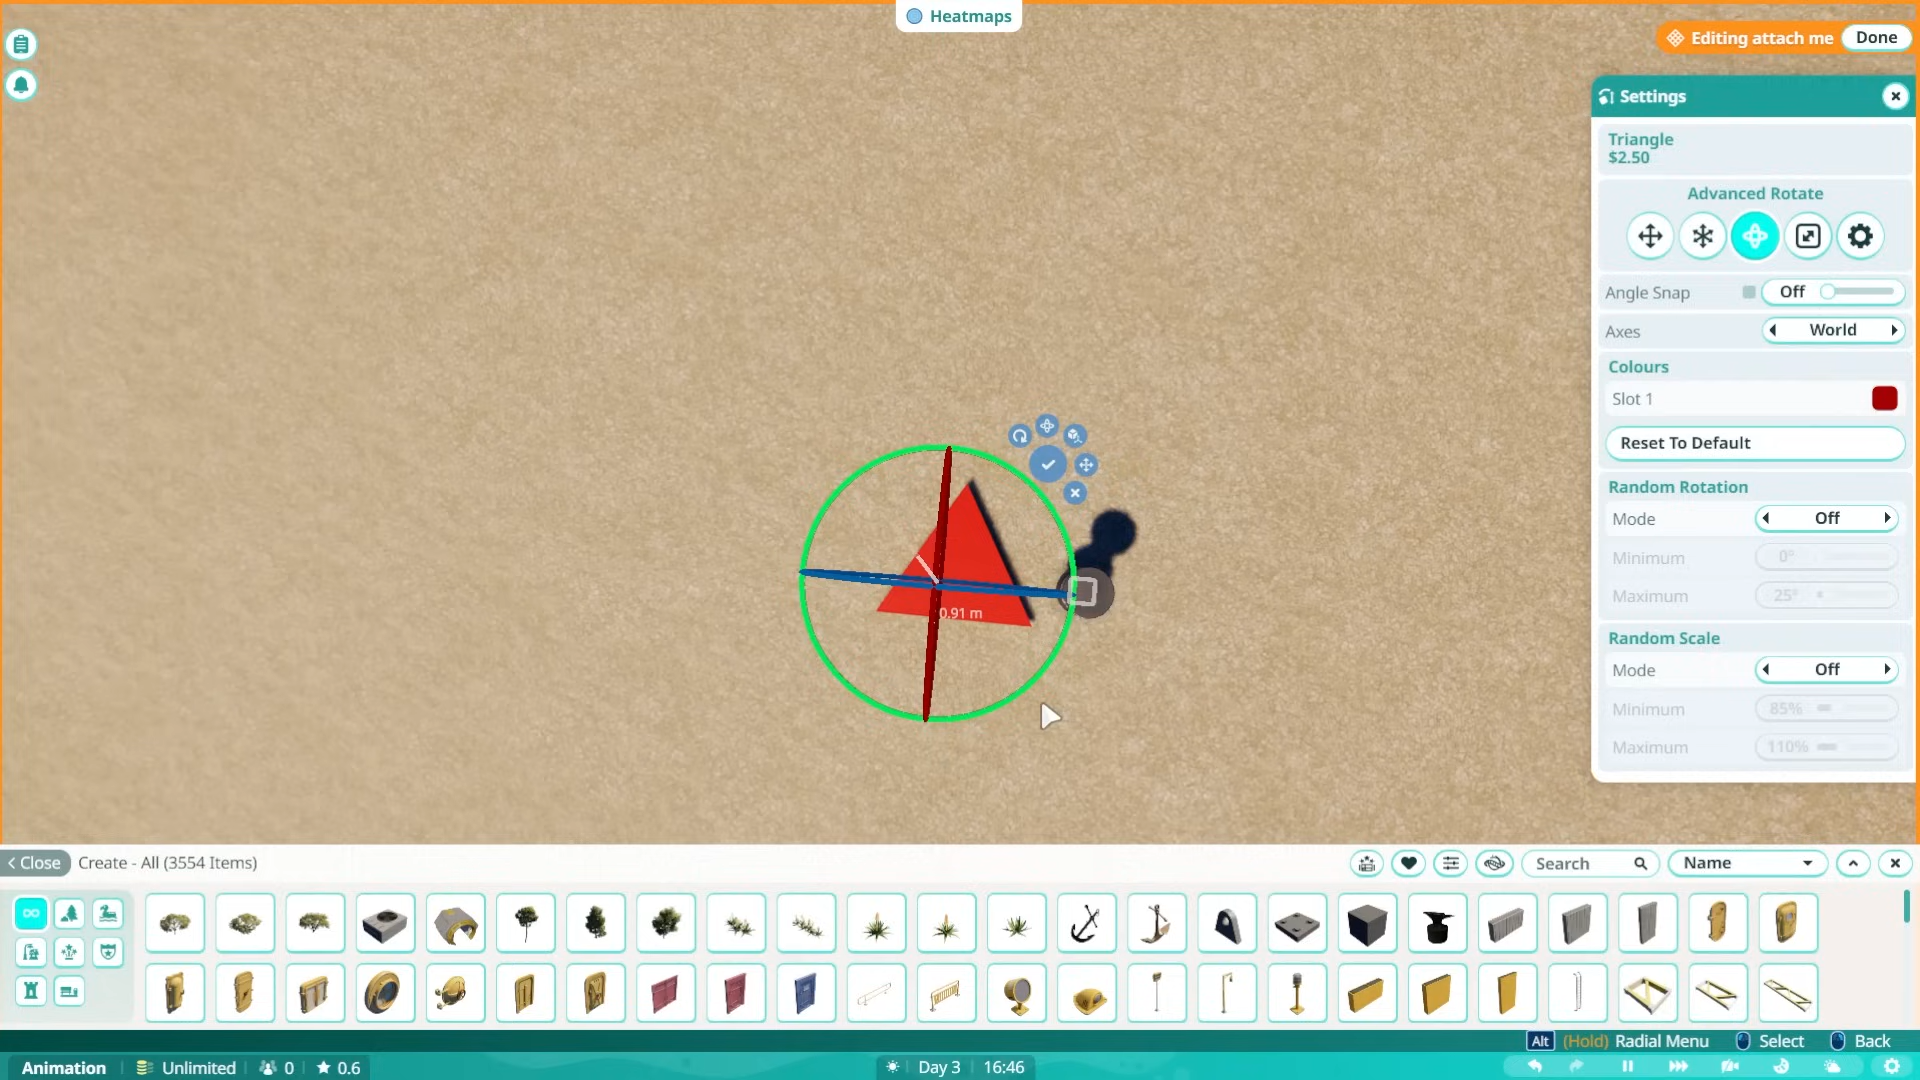 Heatmaps
Editing attach me
Done
Settings
Triangle
$2.50
Advanced Rotate
Angle Snap
Off
Axes
World
Colours
Slot 1
Reset To Default
Random Rotation
Mode
Off
Minimum
0°
Maximum
25°
Random Scale
Mode
Off
Minimum
85%
Maximum
110%
0.91 m
Close
Create - All (3554 Items)
Search
Name
Alt (Hold) Radial Menu Select Back
Animation
Unlimited
0
0.6
Day 3
16:46